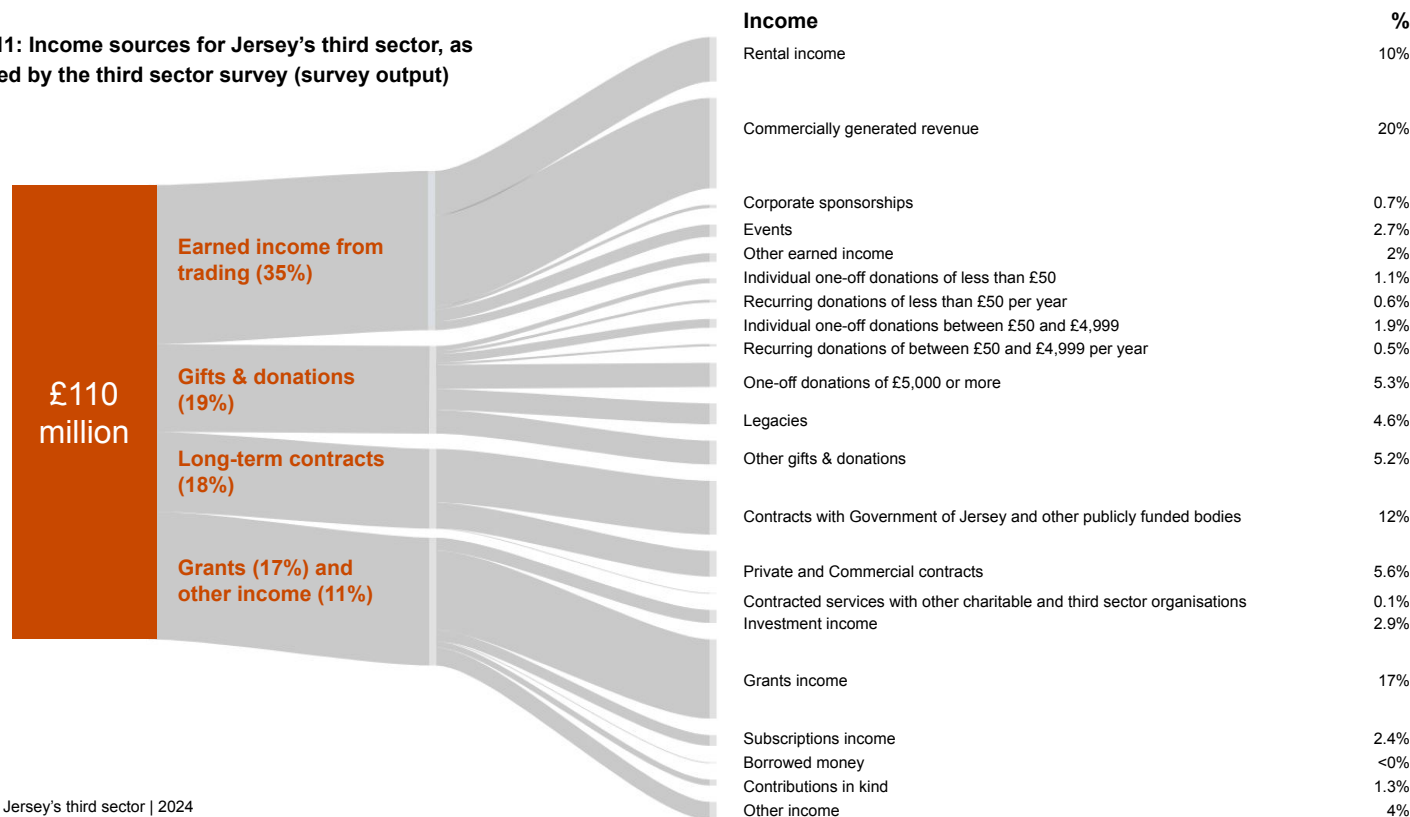 11: Income sources for Jersey's third sector, as
ed by the third sector survey (survey output)
£110
million
Earned income from
trading (35%)
Gifts & donations
(19%)
Long-term contracts
(18%)
Grants (17%) and
other income (11%)
Income %
Rental income 10%
Commercially generated revenue 20%
Corporate sponsorships 0.7%
Events 2.7%
Other earned income 2%
Individual one-off donations of less than £50 1.1%
Recurring donations of less than £50 per year 0.6%
Individual one-off donations between £50 and £4,999 1.9%
Recurring donations of between £50 and £4,999 per year 0.5%
One-off donations of £5,000 or more 5.3%
Legacies 4.6%
Other gifts & donations 5.2%
Contracts with Government of Jersey and other publicly funded bodies 12%
Private and Commercial contracts 5.6%
Contracted services with other charitable and third sector organisations 0.1%
Investment income 2.9%
Grants income 17%
Subscriptions income 2.4%
Borrowed money <0%
Contributions in kind 1.3%
Other income 4%
Jersey's third sector | 2024